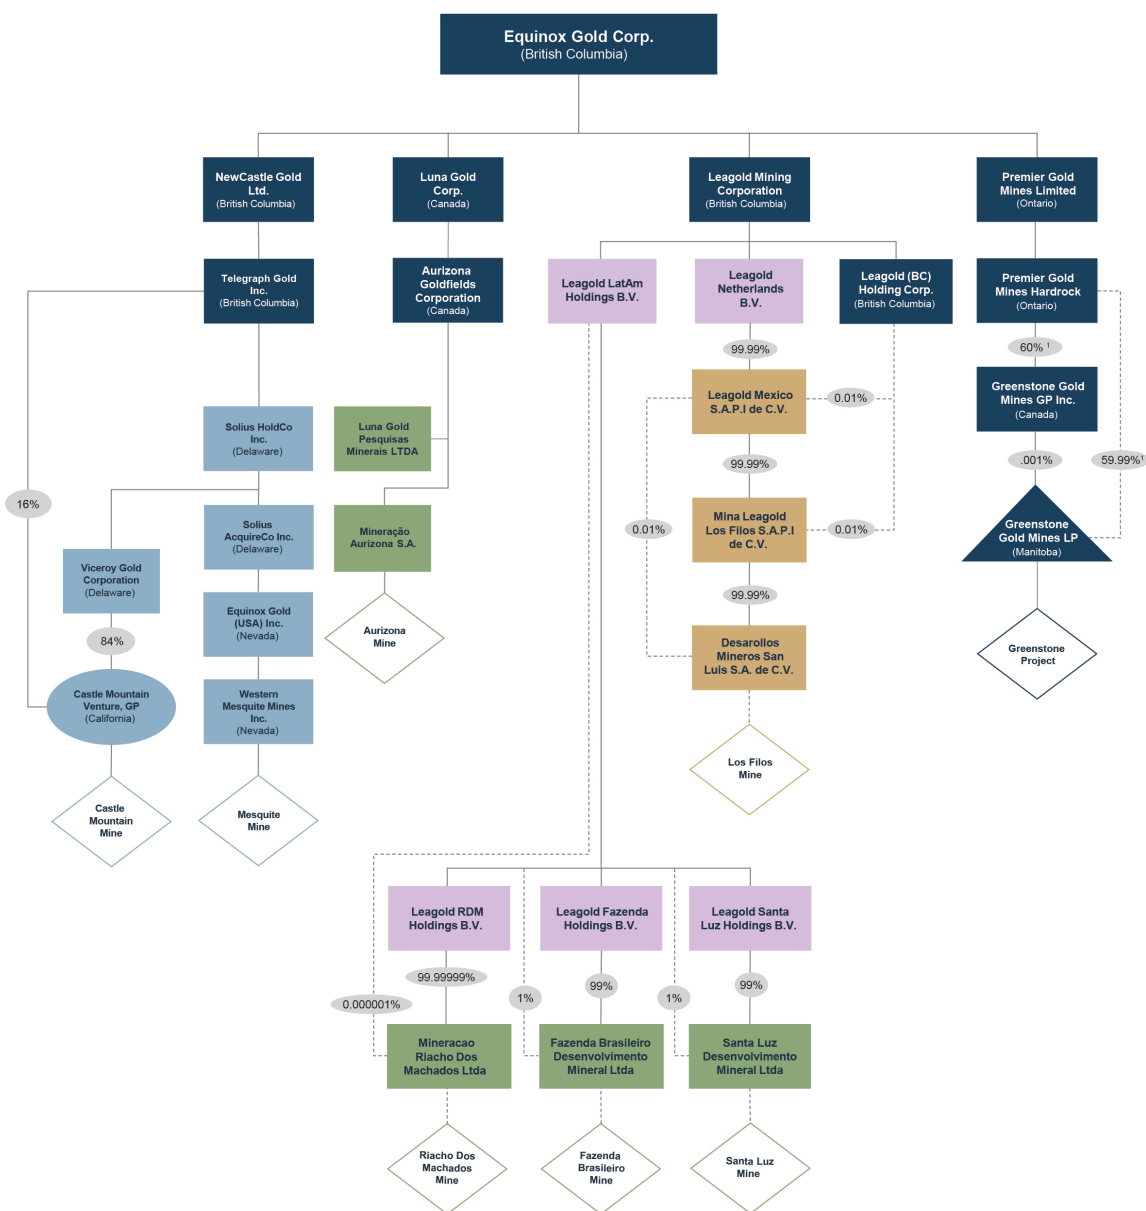 Equinox Gold Corp.
(British Columbia)
NewCastle Gold
Ltd.
(British Columbia)
Luna Gold
Corp.
(Canada)
Leagold Mining
Corporation
(British Columbia)
Premier Gold
Mines Limited
(Ontario)
Telegraph Gold
Inc.
(British Columbia)
Aurizona
Goldfields
Corporation
(Canada)
Leagold LatAm
Holdings B.V.
Leagold
Netherlands
B.V.
Leagold (BC)
Holding Corp.
(British Columbia)
Premier Gold
Mines Hardrock
(Ontario)
99.99%
60% ¹
Leagold Mexico
S.A.P.I de C.V.
0.01%
Greenstone Gold
Mines GP Inc.
(Canada)
Solius HoldCo
Inc.
(Delaware)
Luna Gold
Pesquisas
Minerais LTDA
99.99%
.001%
59.99%¹
16%
Solius
AcquireCo Inc.
(Delaware)
Mineração
Aurizona S.A.
0.01%
Mina Leagold
Los Filos S.A.P.I
de C.V.
0.01%
Greenstone
Gold Mines LP
(Manitoba)
Viceroy Gold
Corporation
(Delaware)
99.99%
Equinox Gold
(USA) Inc.
(Nevada)
84%
Aurizona
Mine
Desarollos
Mineros San
Luis S.A. de C.V.
Greenstone
Project
Castle Mountain
Venture, GP
(California)
Western
Mesquite Mines
Inc.
(Nevada)
Los Filos
Mine
Castle
Mountain
Mine
Mesquite
Mine
Leagold RDM
Holdings B.V.
Leagold Fazenda
Holdings B.V.
Leagold Santa
Luz Holdings B.V.
99.99999%
99%
99%
0.000001%
1%
1%
Mineracao
Riacho Dos
Machados Ltda
Fazenda Brasileiro
Desenvolvimento
Mineral Ltda
Santa Luz
Desenvolvimento
Mineral Ltda
Riacho Dos
Machados
Mine
Fazenda
Brasileiro
Mine
Santa Luz
Mine